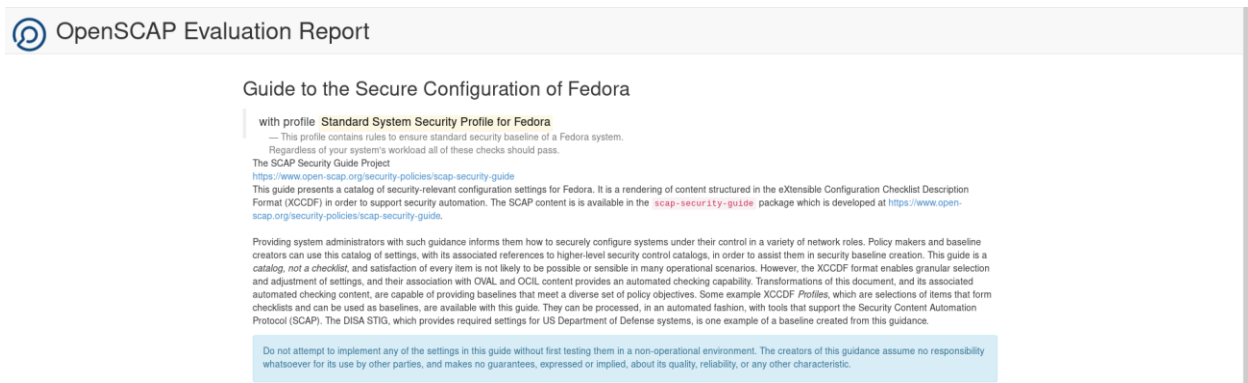 OpenSCAP Evaluation Report
Guide to the Secure Configuration of Fedora
with profile Standard System Security Profile for Fedora
— This profile contains rules to ensure standard security baseline of a Fedora system.
Regardless of your system's workload all of these checks should pass.
The SCAP Security Guide Project
https://www.open-scap.org/security-policies/scap-security-guide
This guide presents a catalog of security-relevant configuration settings for Fedora. It is a rendering of content structured in the eXtensible Configuration Checklist Description
Format (XCCDF) in order to support security automation. The SCAP content is is available in the scap-security-guide package which is developed at https://www.open-
scap.org/security-policies/scap-security-guide.
Providing system administrators with such guidance informs them how to securely configure systems under their control in a variety of network roles. Policy makers and baseline
creators can use this catalog of settings, with its associated references to higher-level security control catalogs, in order to assist them in security baseline creation. This guide is a
catalog, not a checklist, and satisfaction of every item is not likely to be possible or sensible in many operational scenarios. However, the XCCDF format enables granular selection
and adjustment of settings, and their association with OVAL and OCIL content provides an automated checking capability. Transformations of this document, and its associated
automated checking content, are capable of providing baselines that meet a diverse set of policy objectives. Some example XCCDF Profiles, which are selections of items that form
checklists and can be used as baselines, are available with this guide. They can be processed, in an automated fashion, with tools that support the Security Content Automation
Protocol (SCAP). The DISA STIG, which provides required settings for US Department of Defense systems, is one example of a baseline created from this guidance.
Do not attempt to implement any of the settings in this guide without first testing them in a non-operational environment. The creators of this guidance assume no responsibility
whatsoever for its use by other parties, and makes no guarantees, expressed or implied, about its quality, reliability, or any other characteristic.